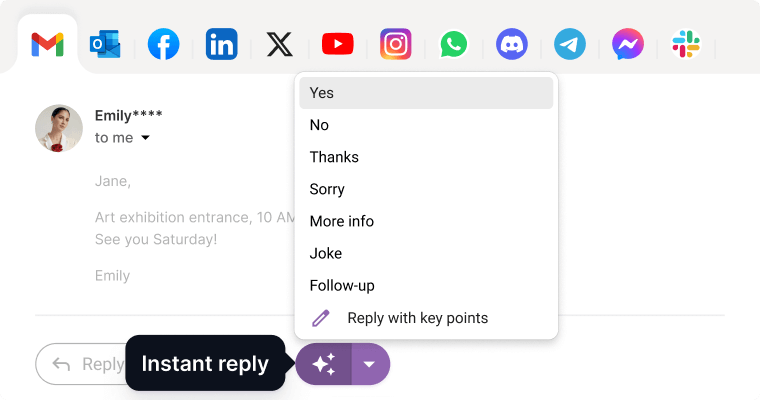 Emily****
to me
Jane,
Art exhibition entrance, 10 AM
See you Saturday!
Emily
Yes
No
Thanks
Sorry
More info
Joke
Follow-up
Reply with key points
Reply
Instant reply